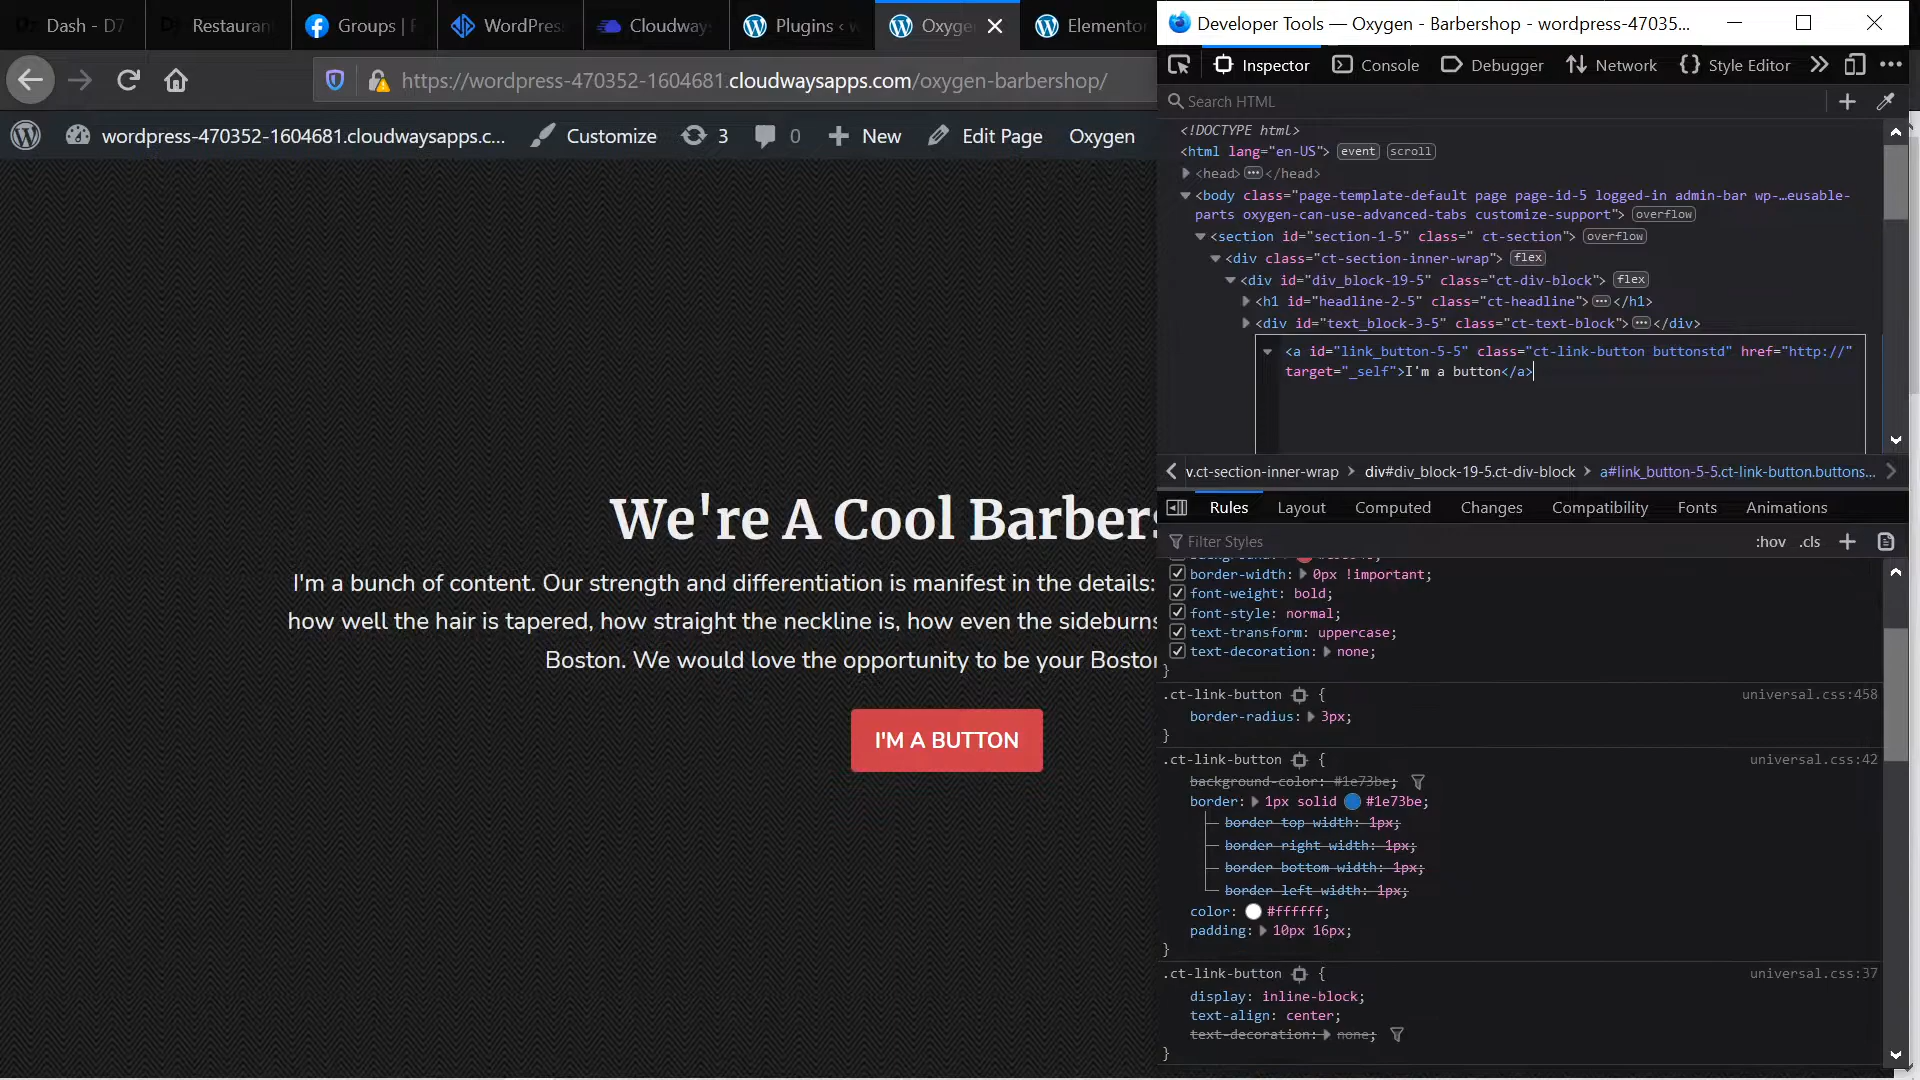 Dash - D7
Restauran
Groups | F
WordPres
Cloudway
Plugins ‹ w
Oxyge
Elemento
Developer Tools — Oxygen - Barbershop - wordpress-47035...
https://wordpress-470352-1604681.cloudwaysapps.com/oxygen-barbershop/
Inspector
Console
Debugger
Network
Style Editor
Search HTML
wordpress-470352-1604681.cloudwaysapps.c...
Customize
3
0
New
Edit Page
Oxygen
<!DOCTYPE html>
<html lang="en-US"> event scroll
<head>•••</head>
<body class="page-template-default page page-id-5 logged-in admin-bar wp-…eusable-
parts oxygen-can-use-advanced-tabs customize-support"> overflow
<section id="section-1-5" class=" ct-section"> overflow
<div class="ct-section-inner-wrap"> flex
<div id="div_block-19-5" class="ct-div-block"> flex
<h1 id="headline-2-5" class="ct-headline">•••</h1>
<div id="text_block-3-5" class="ct-text-block">•••</div>
<a id="link_button-5-5" class="ct-link-button buttonstd" href="http://"
target="_self">I'm a button</a>
v.ct-section-inner-wrap
div#div_block-19-5.ct-div-block
a#link_button-5-5.ct-link-button.buttons...
Rules
Layout
Computed
Changes
Compatibility
Fonts
Animations
Filter Styles
:hov
.cls
We're A Cool Barbers
I'm a bunch of content. Our strength and differentiation is manifest in the details:
how well the hair is tapered, how straight the neckline is, how even the sideburns
Boston. We would love the opportunity to be your Boston
I'M A BUTTON
border-width: 0px !important;
font-weight: bold;
font-style: normal;
text-transform: uppercase;
text-decoration: none;
}
.ct-link-button {
universal.css:458
border-radius: 3px;
}
.ct-link-button {
universal.css:42
background-color: #1e73be;
border: 1px solid #1e73be;
border-top-width: 1px;
border-right-width: 1px;
border-bottom-width: 1px;
border-left-width: 1px;
color: #ffffff;
padding: 10px 16px;
}
.ct-link-button {
universal.css:37
display: inline-block;
text-align: center;
text-decoration: none;
}